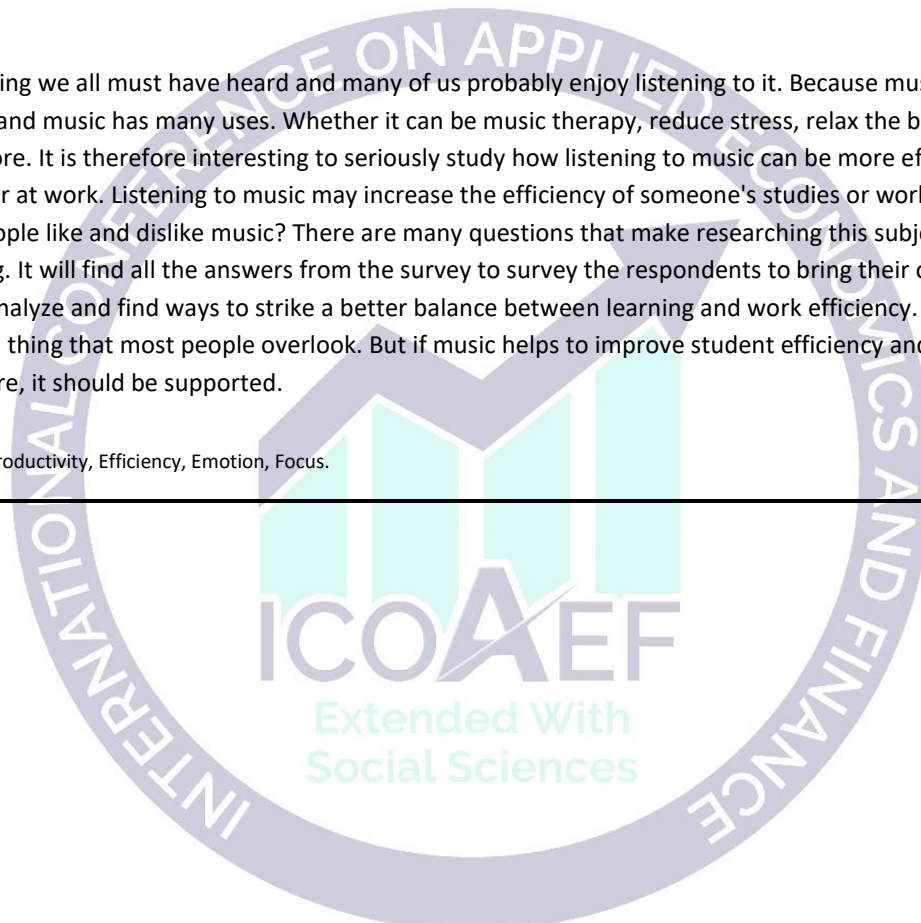 ing we all must have heard and many of us probably enjoy listening to it. Because mus
and music has many uses. Whether it can be music therapy, reduce stress, relax the b
ore. It is therefore interesting to seriously study how listening to music can be more ef
r at work. Listening to music may increase the efficiency of someone's studies or work
ople like and dislike music? There are many questions that make researching this subj
g. It will find all the answers from the survey to survey the respondents to bring their
nalyze and find ways to strike a better balance between learning and work efficiency.
thing that most people overlook. But if music helps to improve student efficiency and
re, it should be supported.
roductivity, Efficiency, Emotion, Focus.
INTERNATIONAL CONFERENCE ON APPLIED ECONOMICS AND FINANCE
ICOAEF
Extended With
Social Sciences